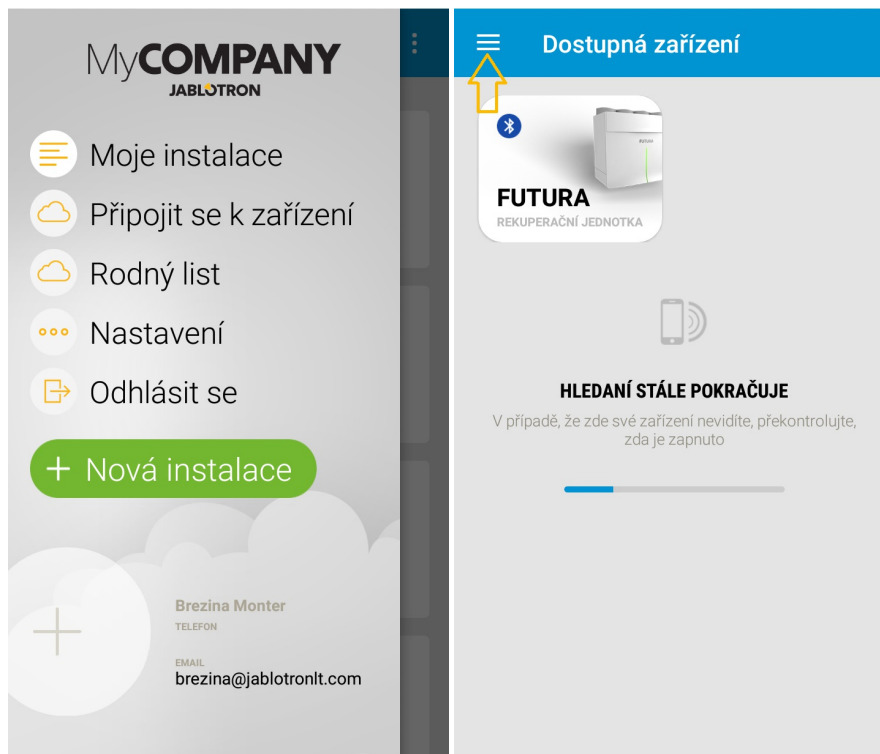 MyCOMPANY
JABLOTRON
Moje instalace
Připojit se k zařízení
Rodný list
Nastavení
Odhlásit se
+ Nová instalace
Brezina Monter
TELEFON
EMAIL
brezina@jablotronlt.com
Dostupná zařízení
FUTURA
FUTURA
REKUPERAČNÍ JEDNOTKA
HLEDANÍ STÁLE POKRAČUJE
V případě, že zde své zařízení nevidíte, překontrolujte,
zda je zapnuto